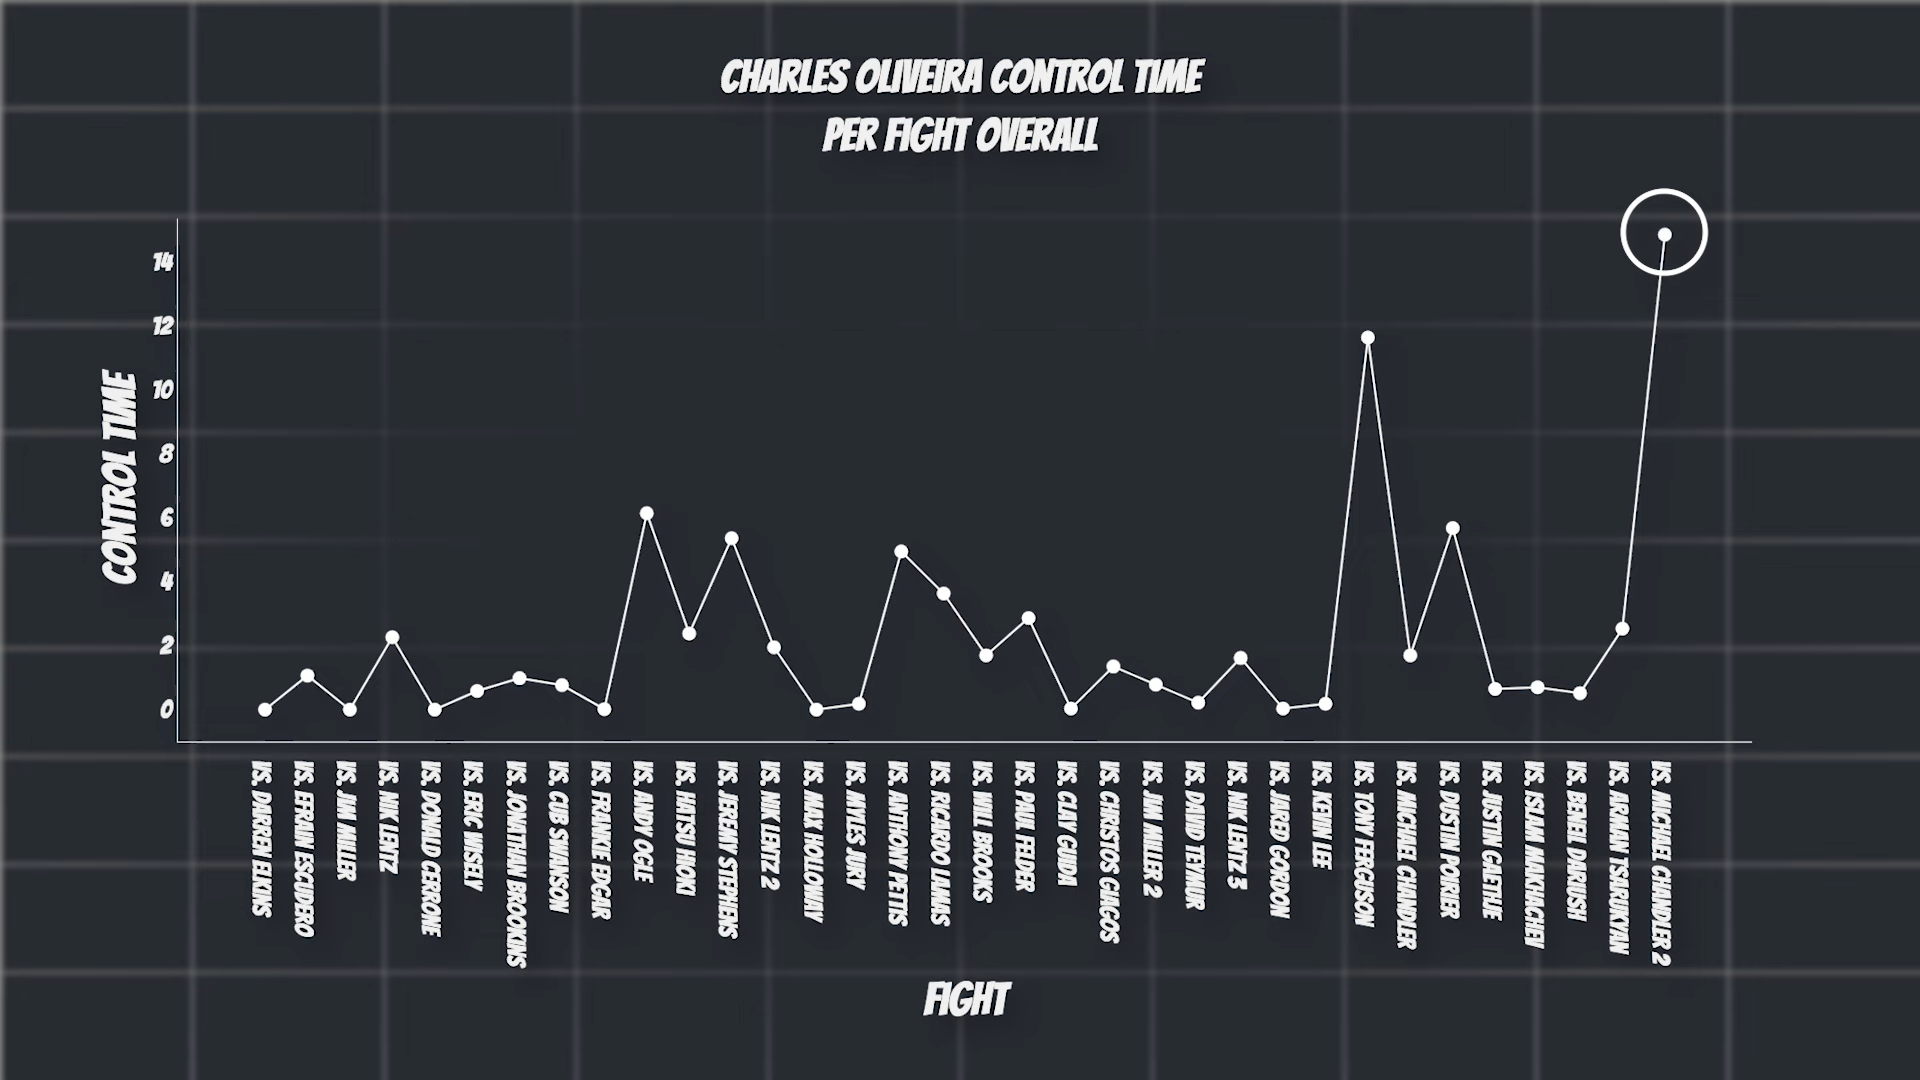 CHARLES OLIVEIRA CONTROL TIME
PER FIGHT OVERALL
CONTROL TIME
14
12
10
8
6
4
2
0
VS. DARREN ELKINS
VS. EFRAIN ESCUDERO
VS. JIM MILLER
VS. NIK LENTZ
VS. DONALD CERRONE
VS. ERIC WISELY
VS. JONATHAN BROOKINS
VS. CUB SWANSON
VS. FRANKIE EDGAR
VS. ANDY OGLE
VS. HATSU HIOKI
VS. JEREMY STEPHENS
VS. NIK LENTZ 2
VS. MAX HOLLOWAY
VS. MYLES JURY
VS. ANTHONY PETTIS
VS. RICARDO LAMAS
VS. WILL BROOKS
VS. PAUL FELDER
VS. CLAY GUIDA
VS. CHRISTOS GIAGOS
VS. JIM MILLER 2
VS. DAVID TEYMUR
VS. NIK LENTZ 3
VS. JARED GORDON
VS. KEVIN LEE
VS. TONY FERGUSON
VS. MICHAEL CHANDLER
VS. DUSTIN POIRIER
VS. JUSTIN GAETHJE
VS. ISLAM MAKHACHEV
VS. BENEIL DARIUSH
VS. ARMAN TSARUKYAN
VS. MICHAEL CHANDLER 2
FIGHT